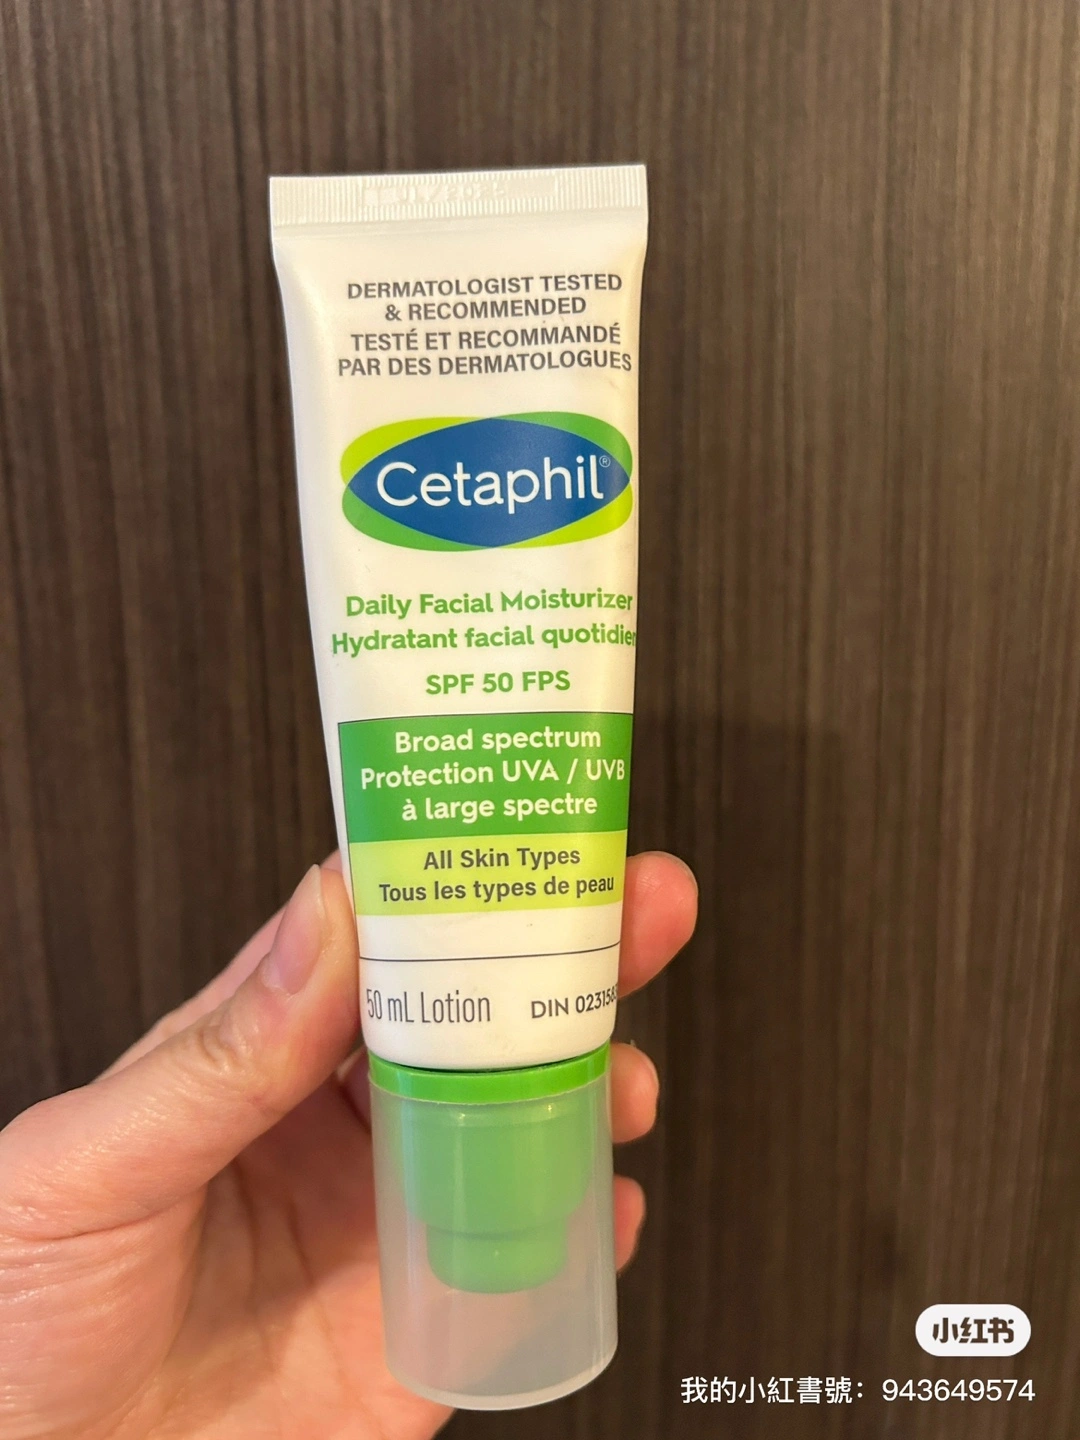 DERMATOLOGIST TESTED
& RECOMMENDED
TESTÉ ET RECOMMANDÉ
PAR DES DERMATOLOGUES
Cetaphil®
Daily Facial Moisturizer
Hydratant facial quotidien
SPF 50 FPS
Broad spectrum
Protection UVA / UVB
à large spectre
All Skin Types
Tous les types de peau
50 mL Lotion DIN
小红书
我的小紅書號：943649574